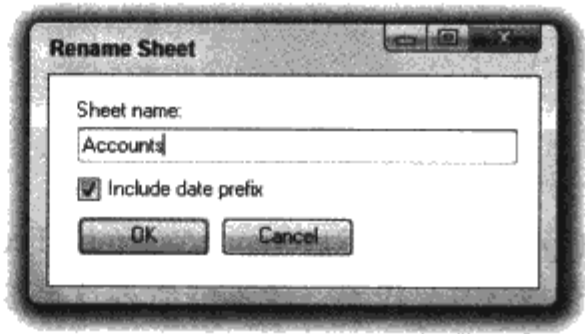 Rename Sheet
Sheet name:
Accounts
Include date prefix
OK
Cancel